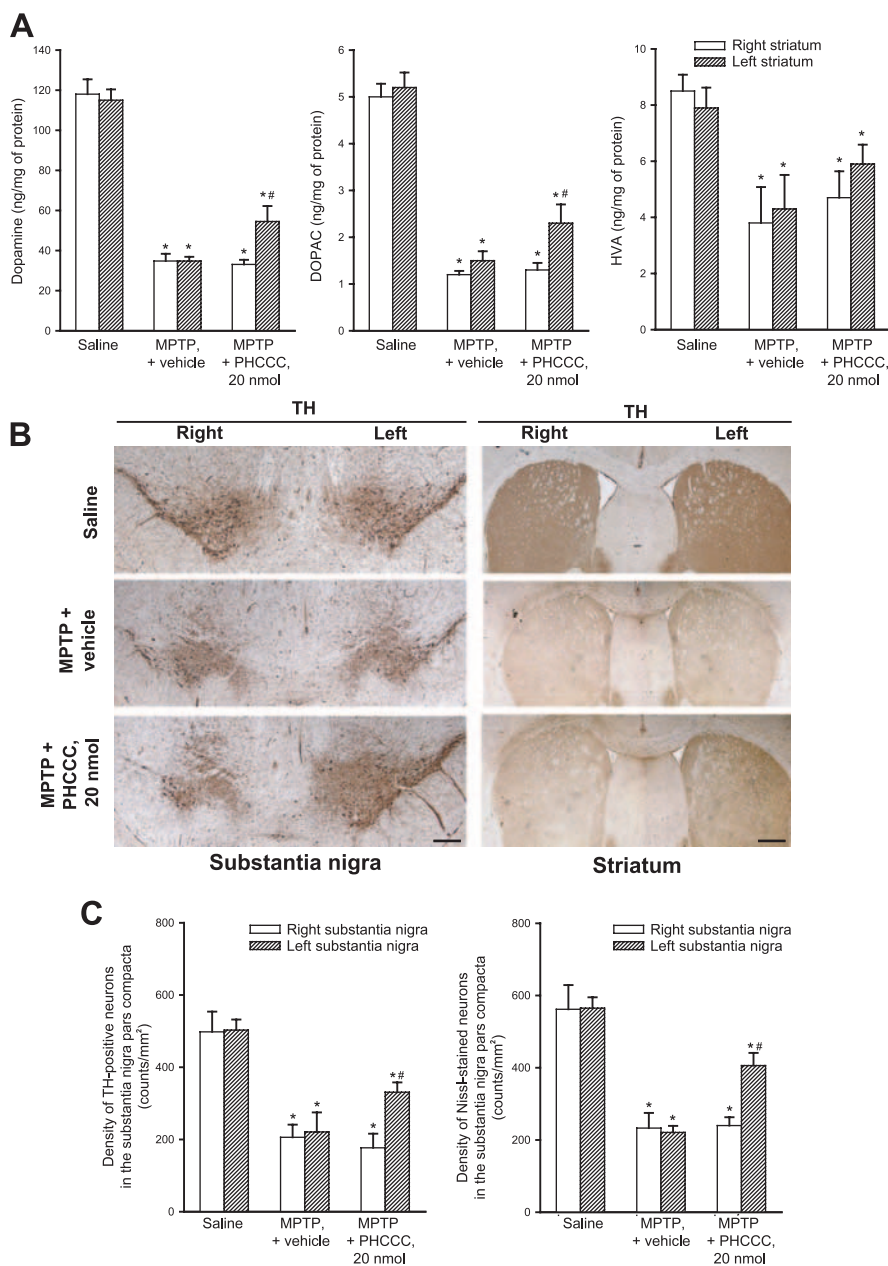 A
Dopamine (ng/mg of protein)
140
120
100
80
60
40
20
0
*
*
*
* #
Saline
MPTP,
+ vehicle
MPTP
+ PHCCC,
20 nmol
DOPAC (ng/mg of protein)
6
5
4
3
2
1
0
*
*
*
* #
Saline
MPTP,
+ vehicle
MPTP
+ PHCCC,
20 nmol
HVA (ng/mg of protein)
10
8
6
4
2
0
Right striatum
Left striatum
*
*
*
*
Saline
MPTP,
+ vehicle
MPTP
+ PHCCC,
20 nmol
B
TH
Right
Left
TH
Right
Left
Saline
MPTP +
vehicle
MPTP +
PHCCC,
20 nmol
Substantia nigra
Striatum
C
Density of TH-positive neurons
in the substantia nigra pars compacta
(counts/mm²)
800
600
400
200
0
Right substantia nigra
Left substantia nigra
*
*
*
* #
Saline
MPTP,
+ vehicle
MPTP
+ PHCCC,
20 nmol
Density of Nissl-stained neurons
in the substantia nigra pars compacta
(counts/mm²)
800
600
400
200
0
Right substantia nigra
Left substantia nigra
*
*
*
* #
Saline
MPTP,
+ vehicle
MPTP
+ PHCCC,
20 nmol